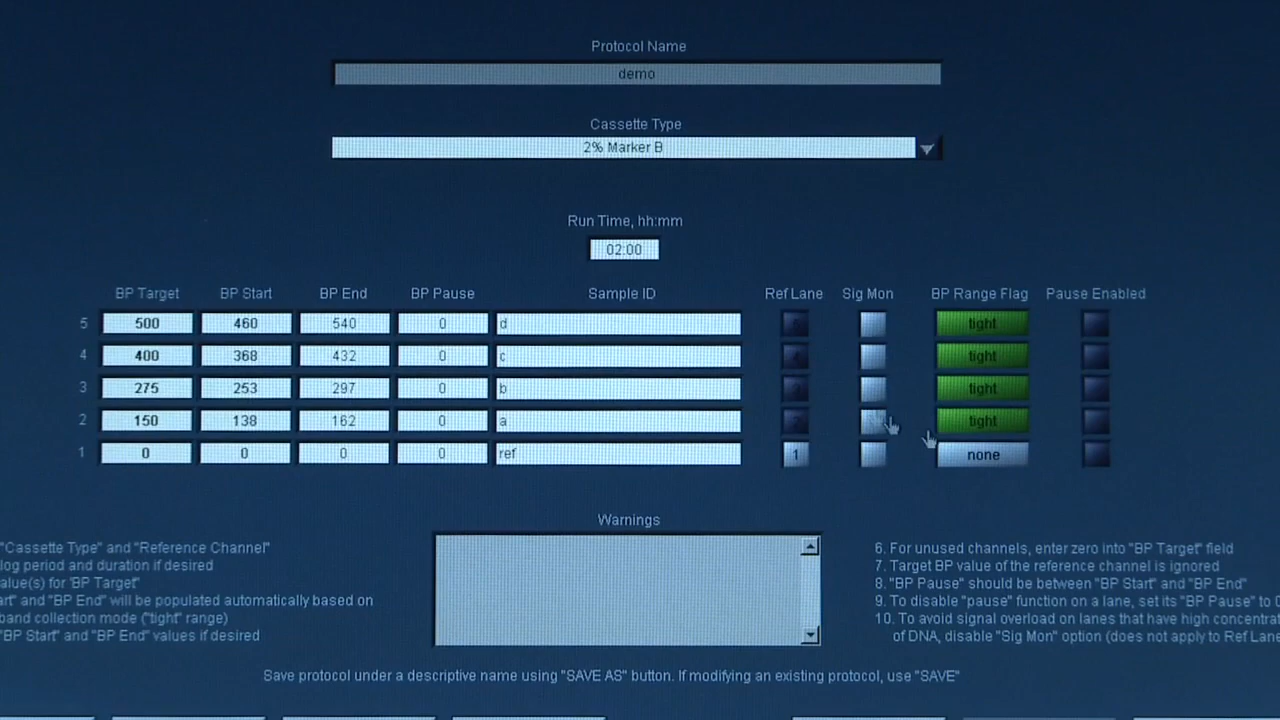 Protocol Name
demo
Cassette Type
2% Marker B
Run Time, hh:mm
02:00
BP Target BP Start BP End BP Pause Sample ID Ref Lane Sig Mon BP Range Flag Pause Enabled
5 500 460 540 0 d tight
4 400 368 432 0 c tight
3 275 253 297 0 b tight
2 150 138 162 0 a tight
1 0 0 0 0 ref 1 none
Warnings
"Cassette Type" and "Reference Channel"
log period and duration if desired
alue(s) for 'BP Target"
art" and "BP End" will be populated automatically based on
band collection mode ("tight" range)
"BP Start" and "BP End" values if desired
6. For unused channels, enter zero into "BP Target" field
7. Target BP value of the reference channel is ignored
8. "BP Pause" should be between "BP Start" and "BP End"
9. To disable "pause" function on a lane, set its "BP Pause" to 0
10. To avoid signal overload on lanes that have high concentrat
of DNA, disable "Sig Mon" option (does not apply to Ref Lane
Save protocol under a descriptive name using "SAVE AS" button. If modifying an existing protocol, use "SAVE"